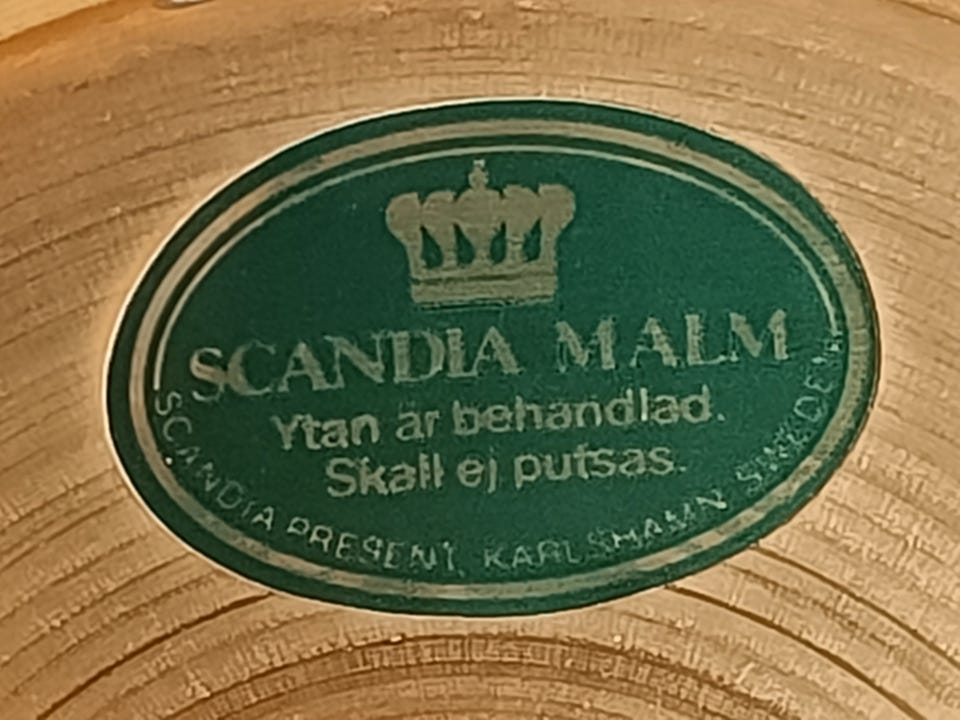 SCANDIA MALM
Ytan är behandlad.
Skall ej putsas.
SCANDIA PRESENT, KARLSHAMN SWEDEN